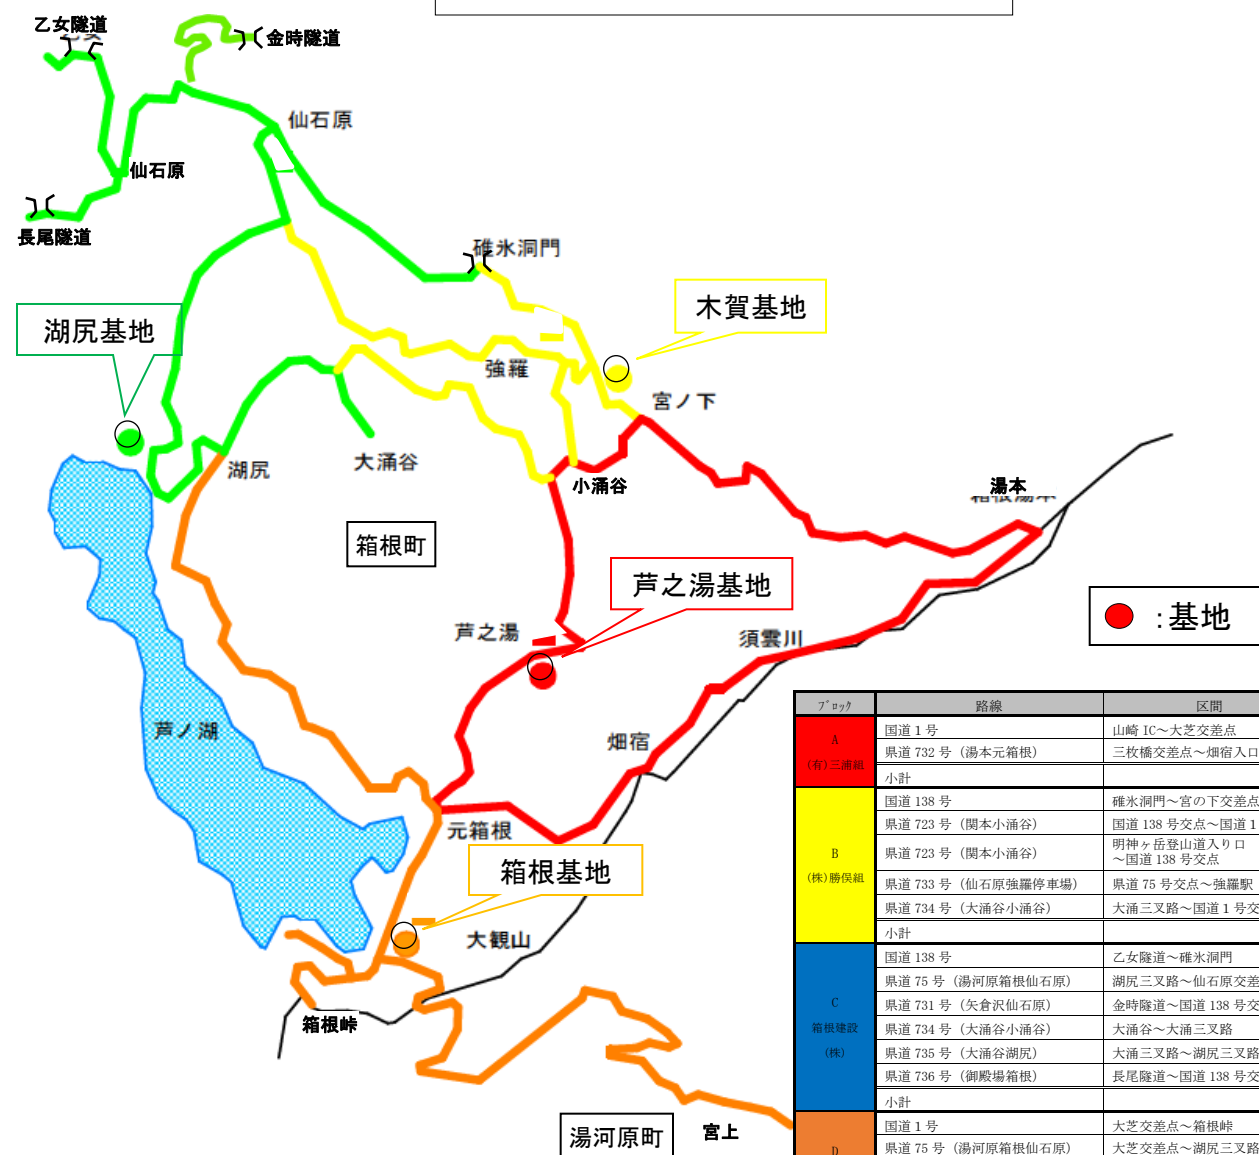 乙女隧道
金時隧道
仙石原
仙石原
長尾隧道
碓氷洞門
木賀基地
湖尻基地
強羅
宮ノ下
湖尻
大涌谷
小涌谷
湯本
箱根町
芦之湯基地
：基地
芦之湯
須雲川
芦ノ湖
畑宿
元箱根
箱根基地
大観山
箱根峠
湯河原町
宮上
ﾌﾞﾛｯｸ 路線 区間
A
(有)三浦組
国道１号 山崎 IC～大芝交差点
県道 732 号（湯本元箱根） 三枚橋交差点～畑宿入口
小計
B
(株)勝俣組
国道 138 号 碓氷洞門～宮の下交差点
県道 723 号（関本小涌谷） 国道 138 号交点～国道１
県道 723 号（関本小涌谷） 明神ヶ岳登山道入り口
～国道 138 号交点
県道 733 号（仙石原強羅停車場） 県道 75 号交点～強羅駅
県道 734 号（大涌谷小涌谷） 大涌三叉路～国道１号交
小計
C
箱根建設
(株)
国道 138 号 乙女隧道～碓氷洞門
県道 75 号（湯河原箱根仙石原） 湖尻三叉路～仙石原交差
県道 731 号（矢倉沢仙石原） 金時隧道～国道 138 号交
県道 734 号（大涌谷小涌谷） 大涌谷～大涌三叉路
県道 735 号（大涌谷湖尻） 大涌三叉路～湖尻三叉路
県道 736 号（御殿場箱根） 長尾隧道～国道 138 号交
小計
D
国道１号 大芝交差点～箱根峠
県道 75 号（湯河原箱根仙石原） 大芝交差点～湖尻三叉路